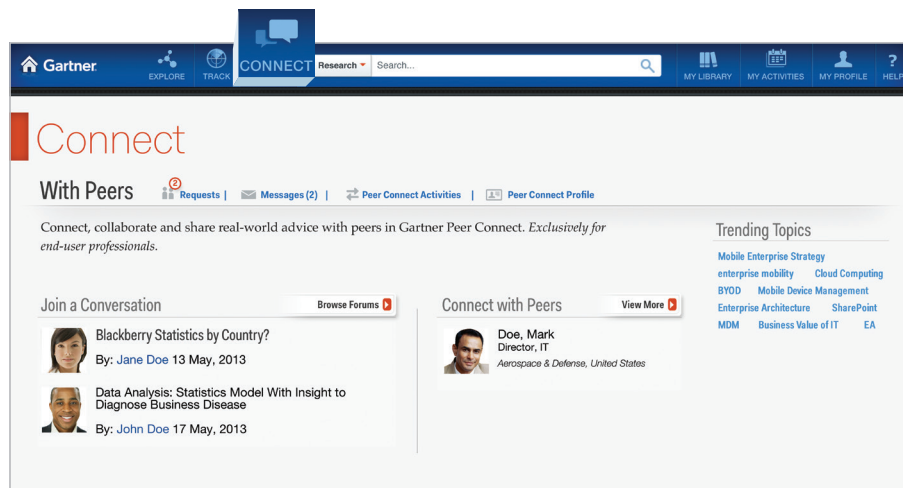 Gartner
EXPLORE
TRACK
CONNECT
Research
Search...
MY LIBRARY
MY ACTIVITIES
MY PROFILE
?
HELP
Connect
With Peers
2
Requests |
Messages (2) |
Peer Connect Activities |
Peer Connect Profile
Connect, collaborate and share real-world advice with peers in Gartner Peer Connect. Exclusively for
end-user professionals.
Join a Conversation
Browse Forums
Blackberry Statistics by Country?
By: Jane Doe 13 May, 2013
Data Analysis: Statistics Model With Insight to
Diagnose Business Disease
By: John Doe 17 May, 2013
Connect with Peers
View More
Doe, Mark
Director, IT
Aerospace & Defense, United States
Trending Topics
Mobile Enterprise Strategy
enterprise mobility Cloud Computing
BYOD Mobile Device Management
Enterprise Architecture SharePoint
MDM Business Value of IT EA